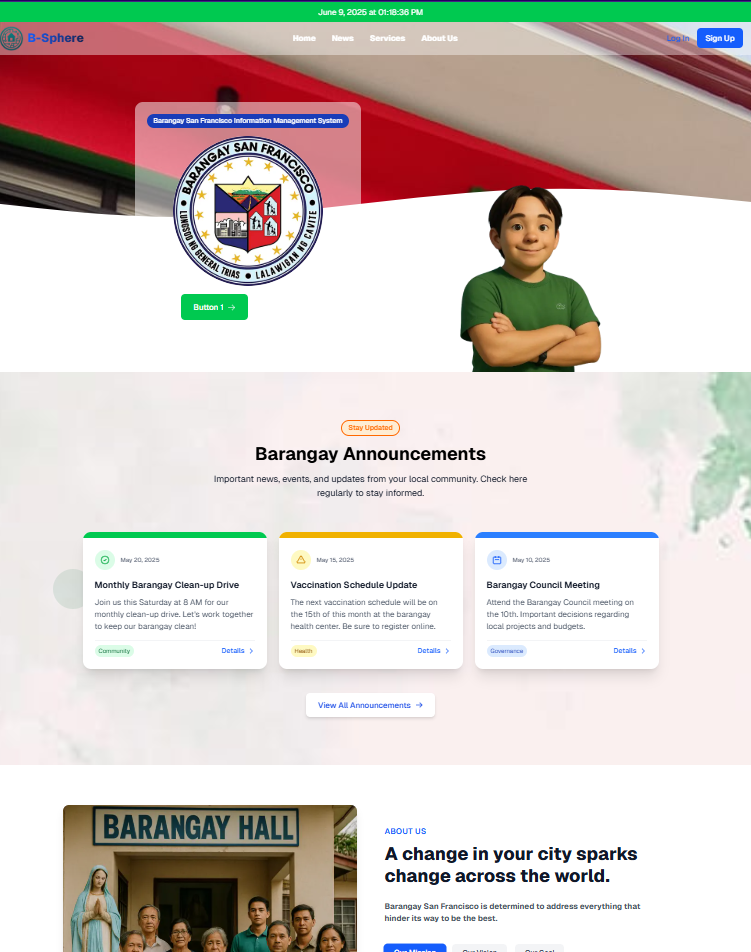 June 9, 2025 at 01:18:36 PM
B-Sphere
Home News Services About Us
Log In
Sign Up
Barangay San Francisco Information Management System
BARANGAY SAN FRANCISCO
LUNGSOD NG GENERAL TRIAS
LALAWIGAN NG CAVITE
Button 1
Stay Updated
Barangay Announcements
Important news, events, and updates from your local community. Check here
regularly to stay informed.
May 20, 2025
Monthly Barangay Clean-up Drive
Join us this Saturday at 8 AM for our
monthly clean-up drive. Let's work together
to keep our barangay clean!
Community
Details
May 15, 2025
Vaccination Schedule Update
The next vaccination schedule will be on
the 15th of this month at the barangay
health center. Be sure to register online.
Health
Details
May 10, 2025
Barangay Council Meeting
Attend the Barangay Council meeting on
the 10th. Important decisions regarding
local projects and budgets.
Governance
Details
View All Announcements
BARANGAY HALL
ABOUT US
A change in your city sparks
change across the world.
Barangay San Francisco is determined to address everything that
hinder its way to be the best.
Our Mission Our Vision Our Goal